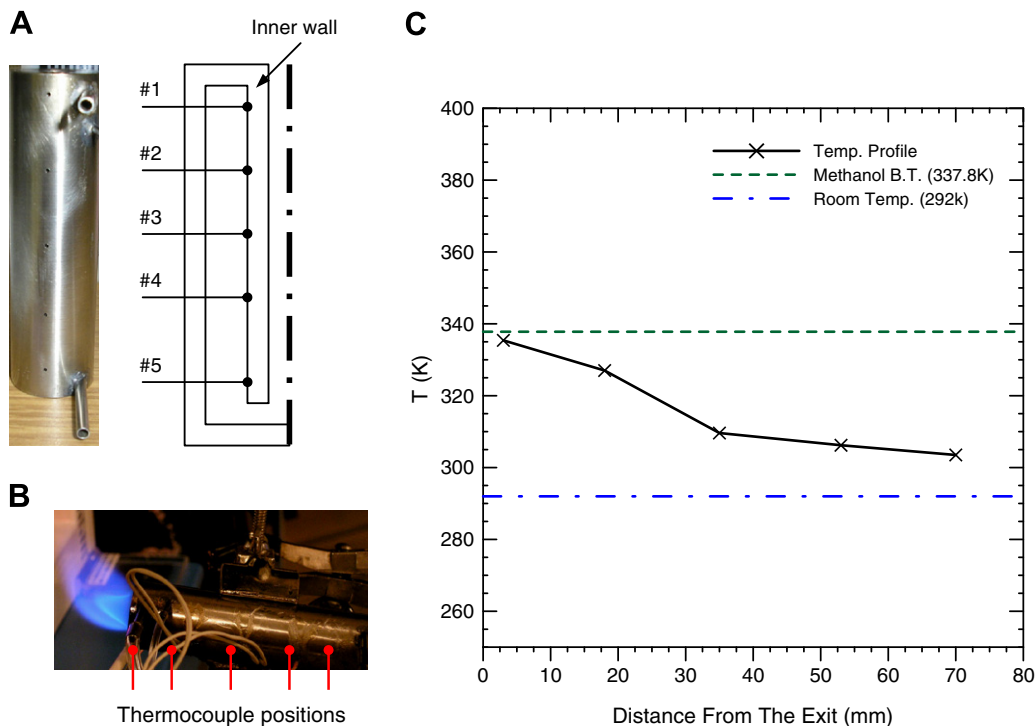 A
Inner wall
#1
#2
#3
#4
#5
B
Thermocouple positions
C
400
380
360
340
320
300
280
260
T (K)
Temp. Profile
Methanol B.T. (337.8K)
Room Temp. (292k)
0 10 20 30 40 50 60 70 80
Distance From The Exit (mm)